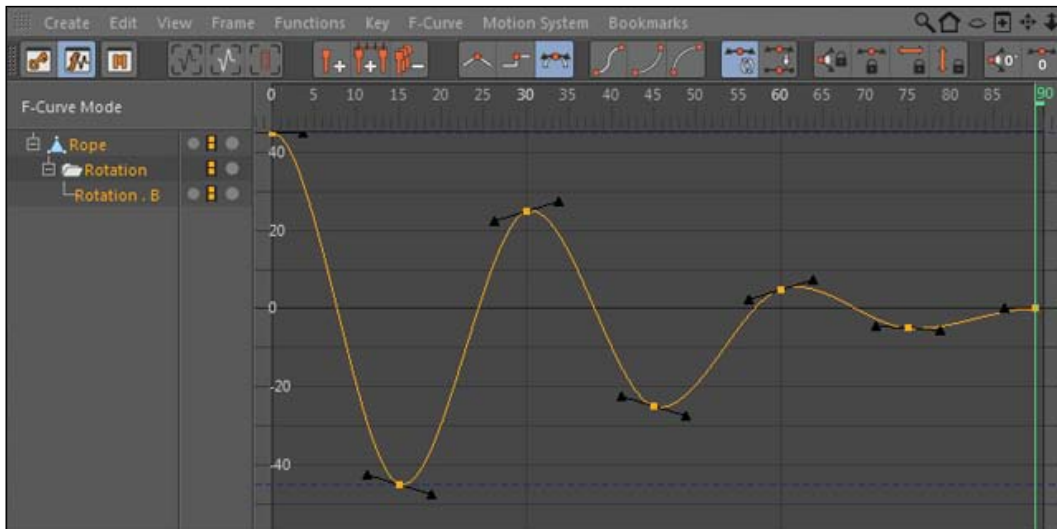 Create Edit View Frame Functions Key F-Curve Motion System Bookmarks
0°
0
F-Curve Mode
0 5 10 15 20 25 30 35 40 45 50 55 60 65 70 75 80 85 90
Rope
Rotation
Rotation . B
40
20
0
-20
-40